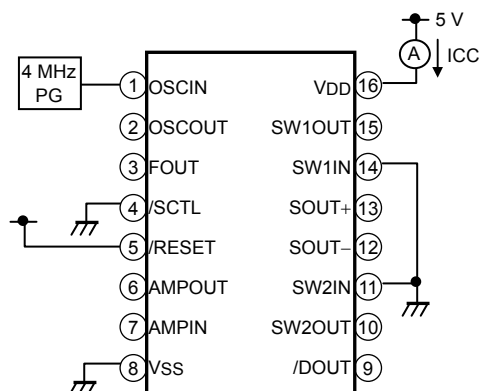 5 V
A
ICC
4 MHz
PG
1 OSCIN
VDD 16
2 OSCOUT
SW1OUT 15
3 FOUT
SW1IN 14
4 /SCTL
SOUT+ 13
5 /RESET
SOUT− 12
6 AMPOUT
SW2IN 11
7 AMPIN
SW2OUT 10
8 VSS
/DOUT 9